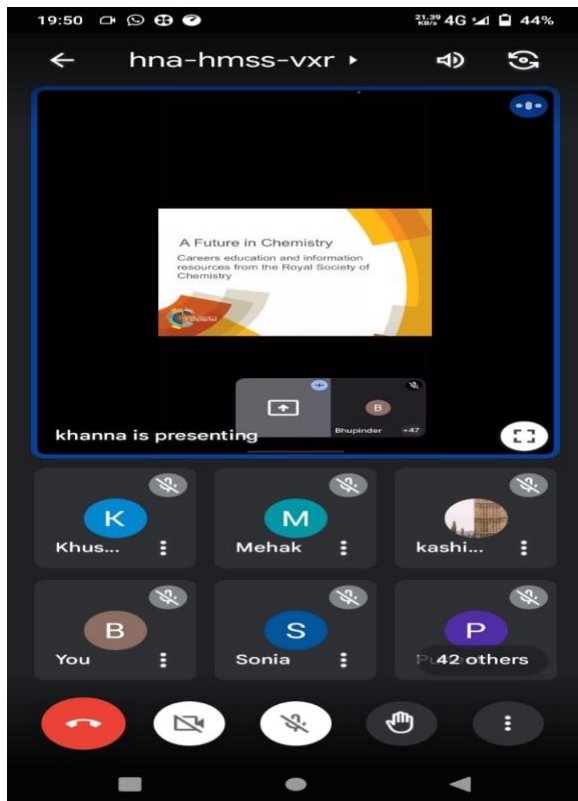 19:50
21.39 KB/s 4G 44%
hna-hmss-vxr
A Future in Chemistry
Careers education and information
resources from the Royal Society of
Chemistry
B
Bhupinder +47
khanna is presenting
K
Khus...
M
Mehak
kashi...
B
You
S
Sonia
P
42 others